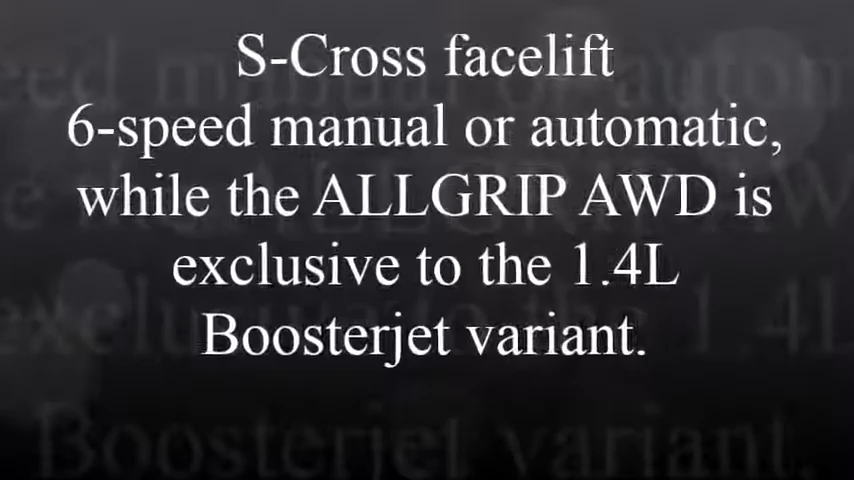 S-Cross facelift
6-speed manual or automatic,
while the ALLGRIP AWD is
exclusive to the 1.4L
Boosterjet variant.